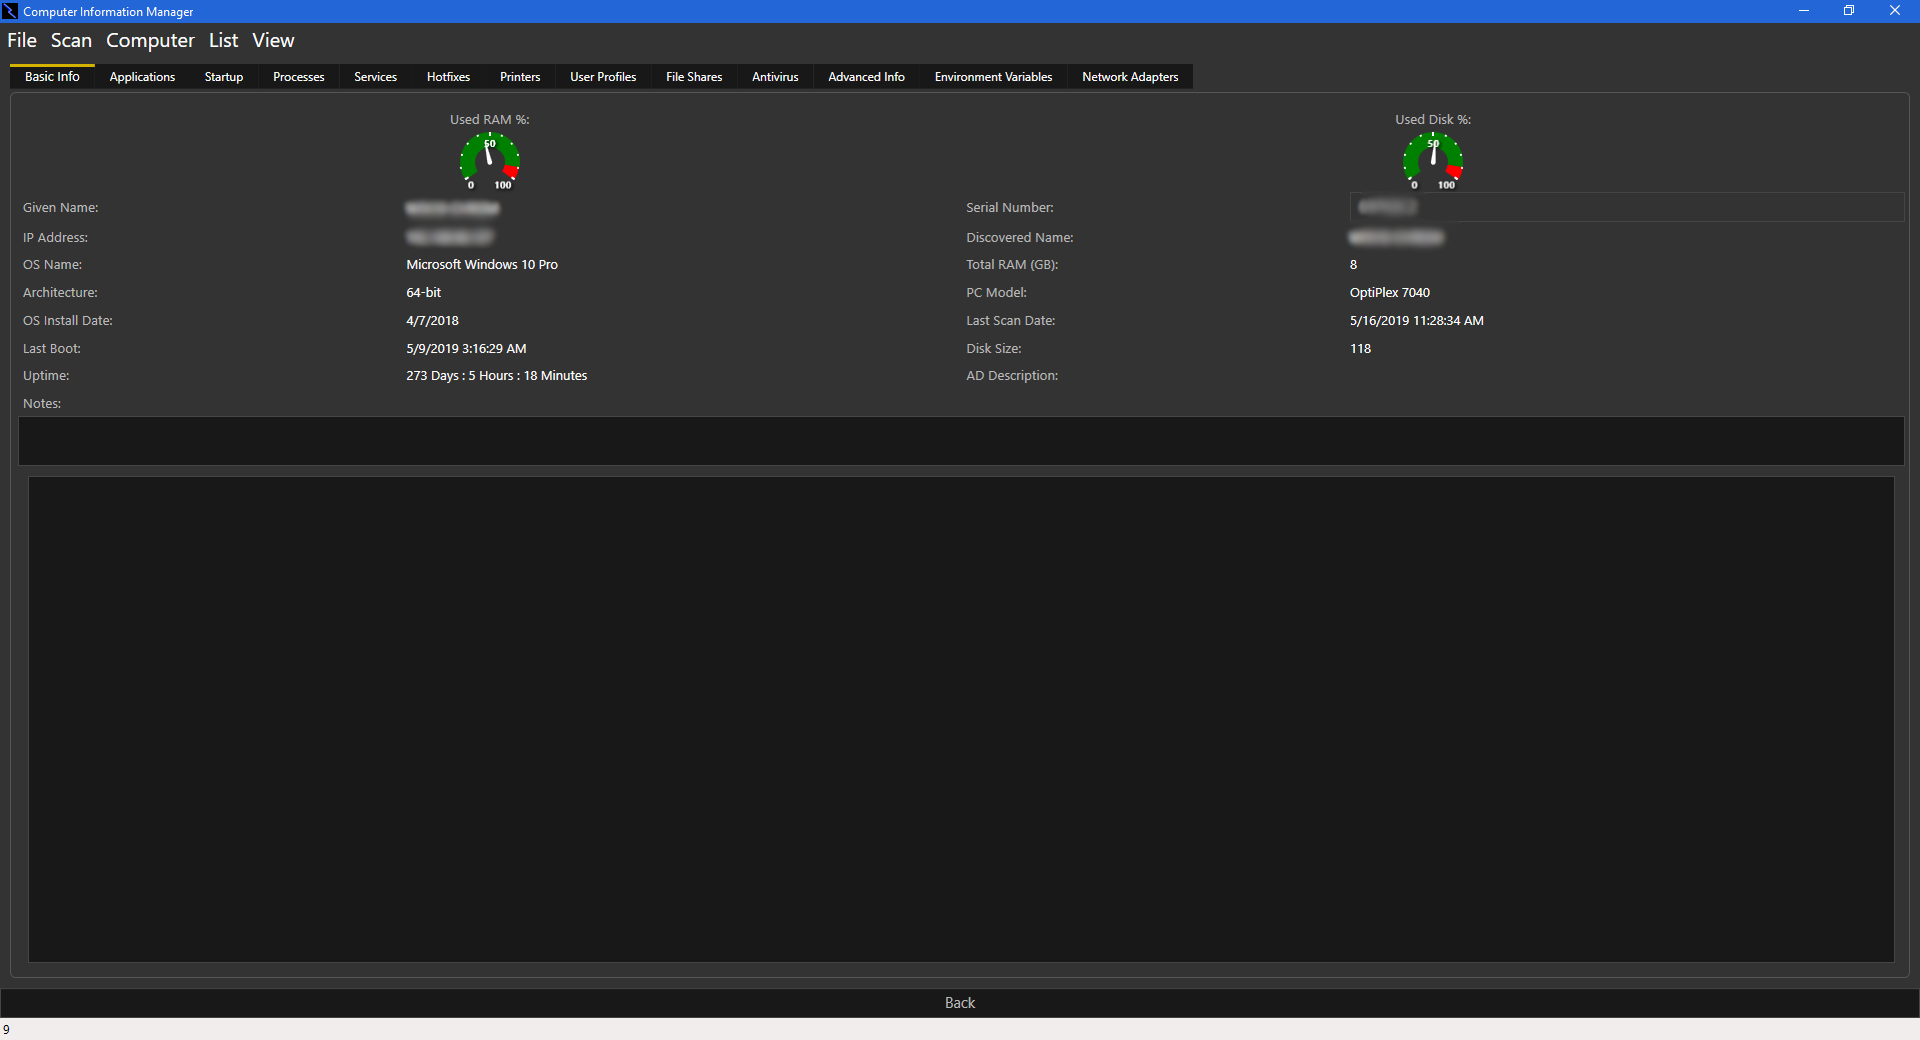 Computer Information Manager
File Scan Computer List View
Basic Info Applications Startup Processes Services Hotfixes Printers User Profiles File Shares Antivirus Advanced Info Environment Variables Network Adapters
Used RAM %: Used Disk %:
50 50
0 100 0 100
Given Name: Serial Number:
IP Address: Discovered Name:
OS Name: Microsoft Windows 10 Pro Total RAM (GB): 8
Architecture: 64-bit PC Model: OptiPlex 7040
OS Install Date: 4/7/2018 Last Scan Date: 5/16/2019 11:28:34 AM
Last Boot: 5/9/2019 3:16:29 AM Disk Size: 118
Uptime: 273 Days : 5 Hours : 18 Minutes AD Description:
Notes:
Back
9